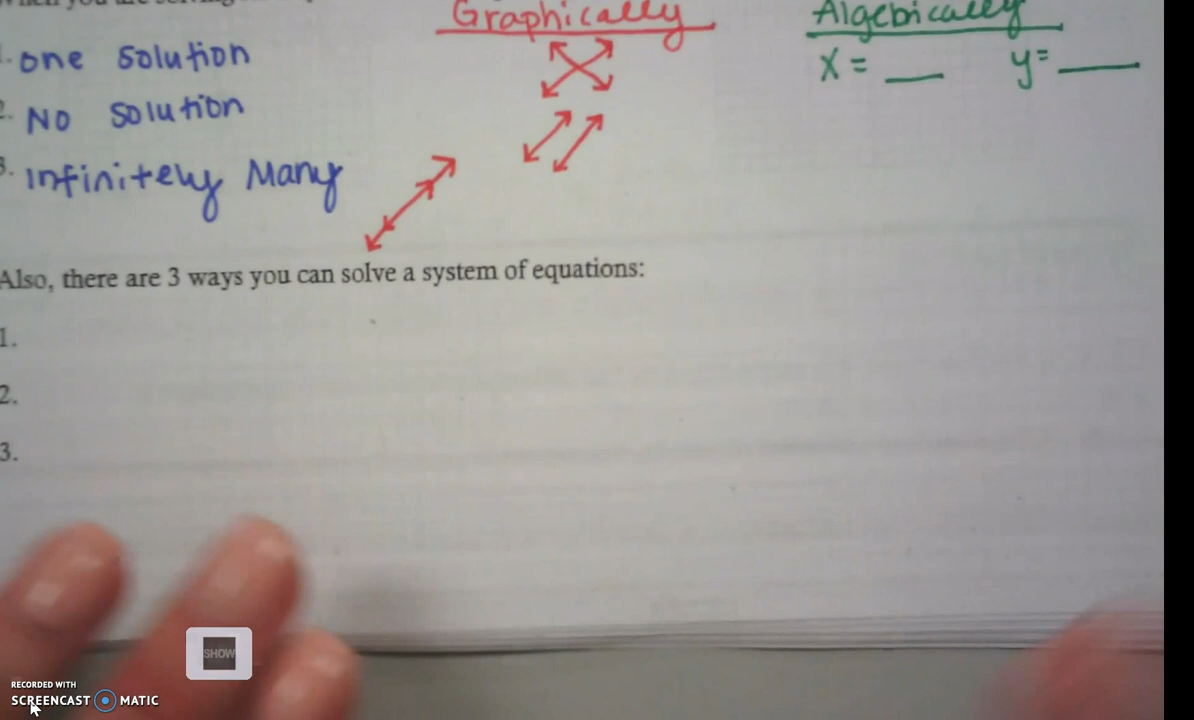 Graphically Algebrically
1. one solution x = ___ y= ___
2. No solution
3. Infinitely Many
Also, there are 3 ways you can solve a system of equations:
1.
2.
3.
SHOW
RECORDED WITH
SCREENCAST MATIC